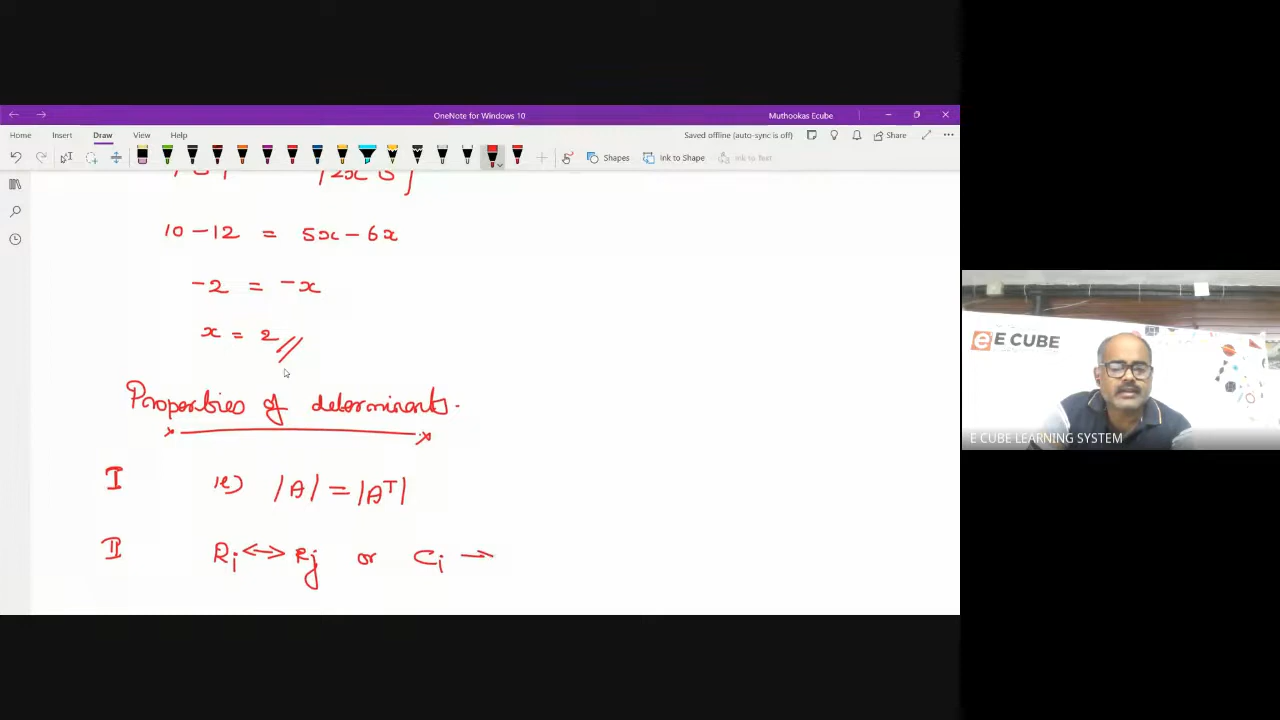 OneNote for Windows 10
Muthookas Ecube
Home Insert Draw View Help
Saved offline (auto-sync is off)
Share
Shapes
Ink to Shape
Ink to Text
10 - 12 = 5x - 6x
-2 = -x
x = 2//
Properties of determinants.
I ie) |A| = |Aᵀ|
II Ri ↔ Rj or Ci →
e E CUBE
E CUBE LEARNING SYSTEM